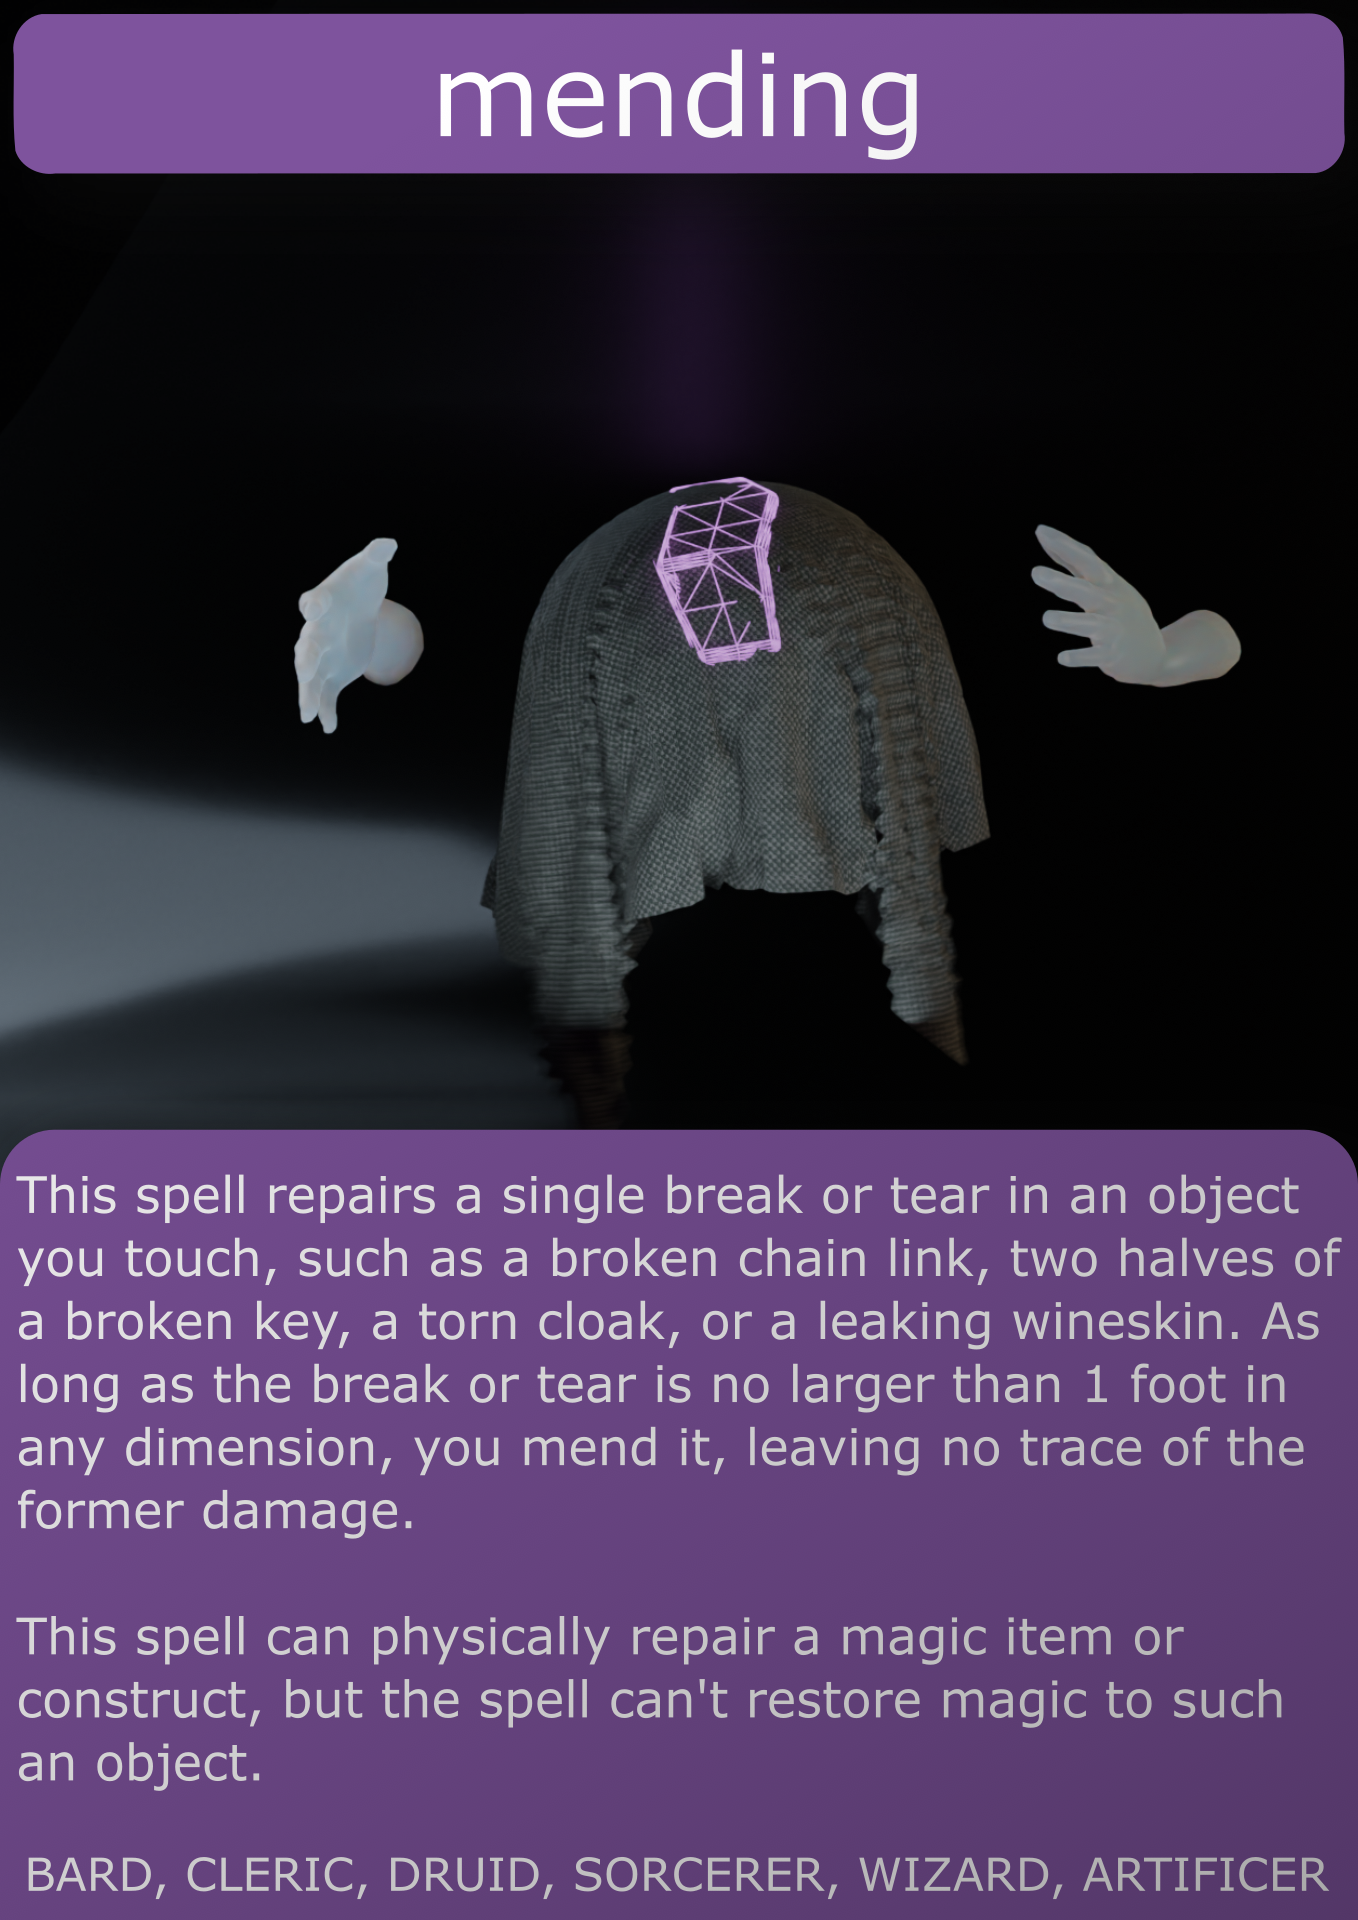 mending
This spell repairs a single break or tear in an object
you touch, such as a broken chain link, two halves of
a broken key, a torn cloak, or a leaking wineskin. As
long as the break or tear is no larger than 1 foot in
any dimension, you mend it, leaving no trace of the
former damage.
This spell can physically repair a magic item or
construct, but the spell can't restore magic to such
an object.
BARD, CLERIC, DRUID, SORCERER, WIZARD, ARTIFICER